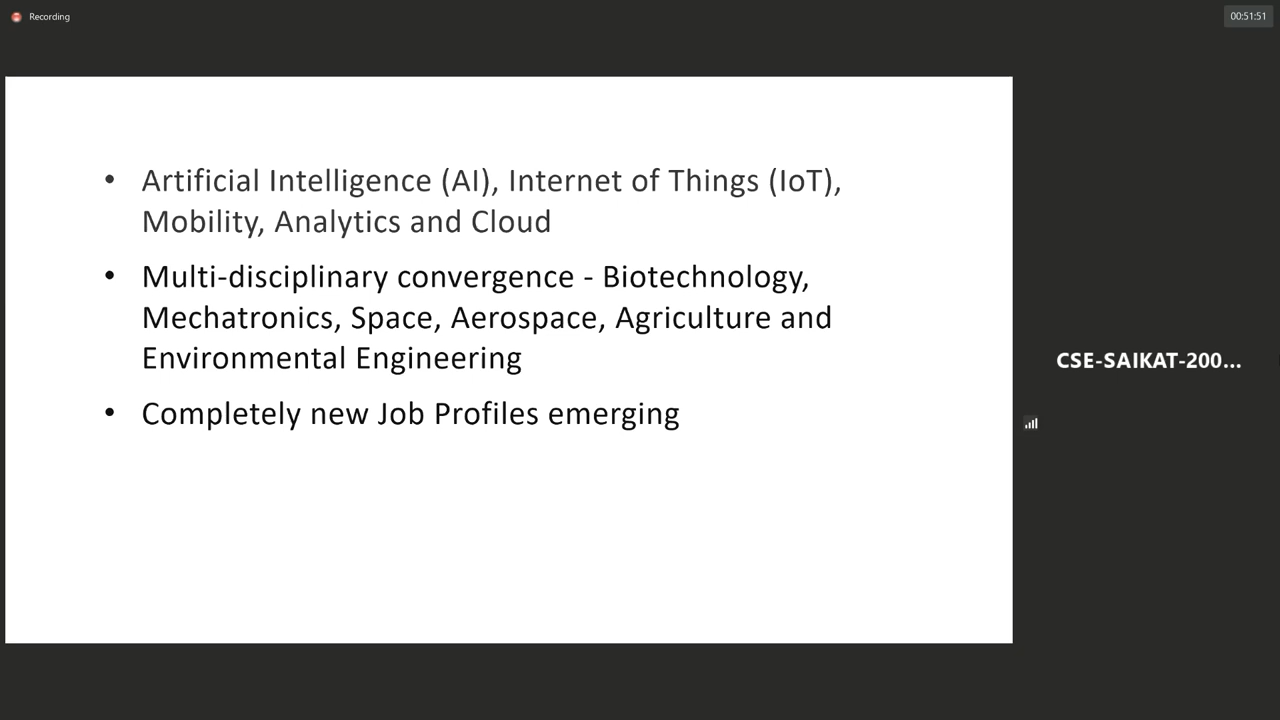 Recording
00:51:51
• Artificial Intelligence (AI), Internet of Things (IoT),
Mobility, Analytics and Cloud
• Multi-disciplinary convergence - Biotechnology,
Mechatronics, Space, Aerospace, Agriculture and
Environmental Engineering
• Completely new Job Profiles emerging
CSE-SAIKAT-200...